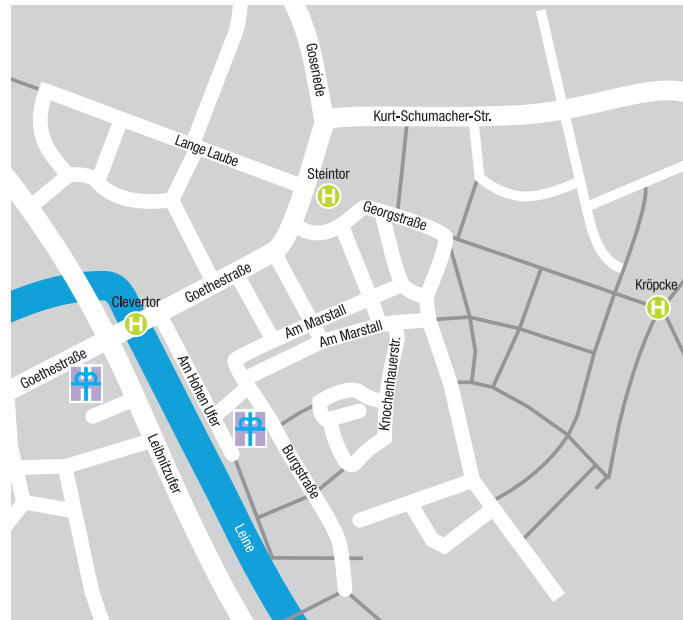 Goseriede
Kurt-Schumacher-Str.
Lange Laube
Steintor
H
Georgstraße
Goethestraße
Kröpcke
H
Clevertor
H
Am Marstall
Am Marstall
Goethestraße
Am Hohen Ufer
Knochenhauerstr.
Leibnitzufer
Burgstraße
Leine